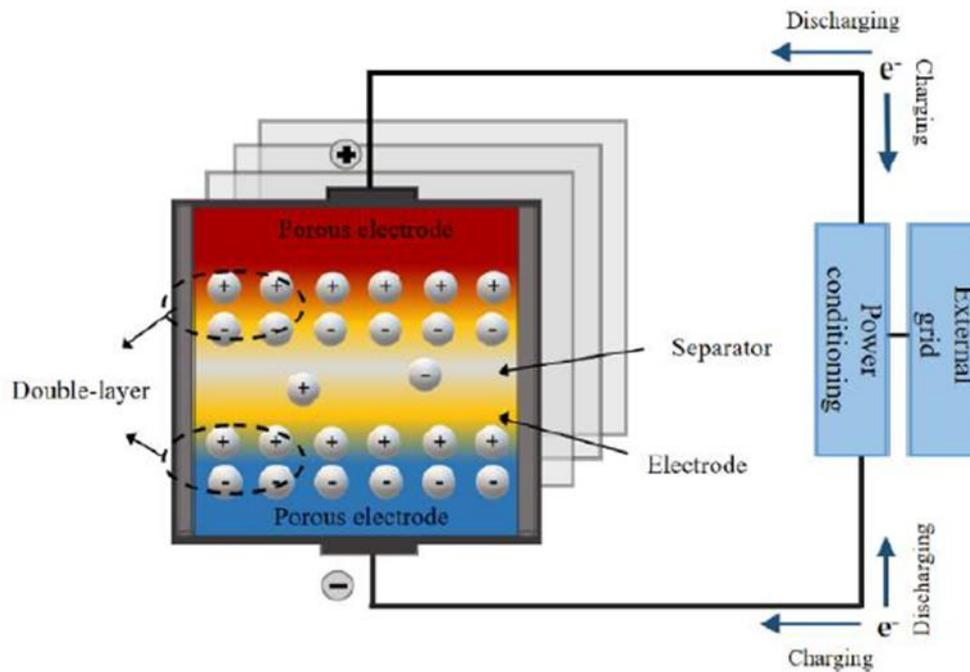 Discharging
e-
Charging
+
Porous electrode
+ + + + + +
- - - - - -
Separator
+ -
Double-layer
+ + + + + +
Electrode
- - - - - -
Porous electrode
Power
conditioning
External
grid
-
Discharging
e-
Charging